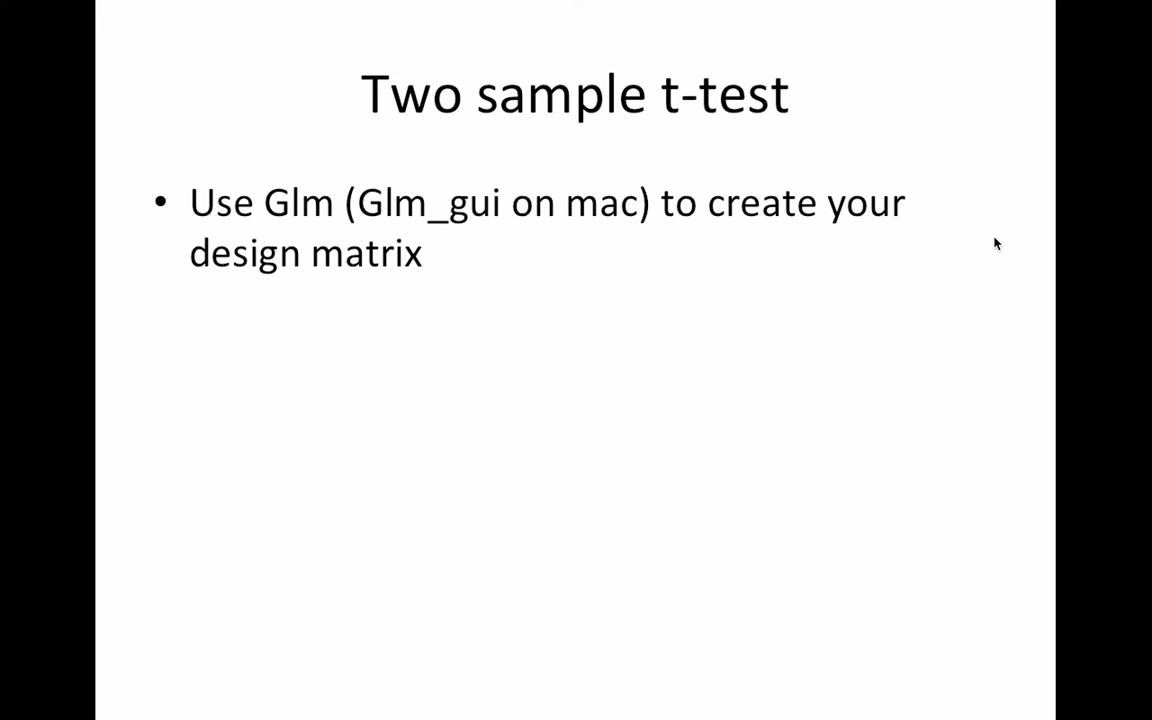 Two sample t-test
• Use Glm (Glm_gui on mac) to create your
design matrix